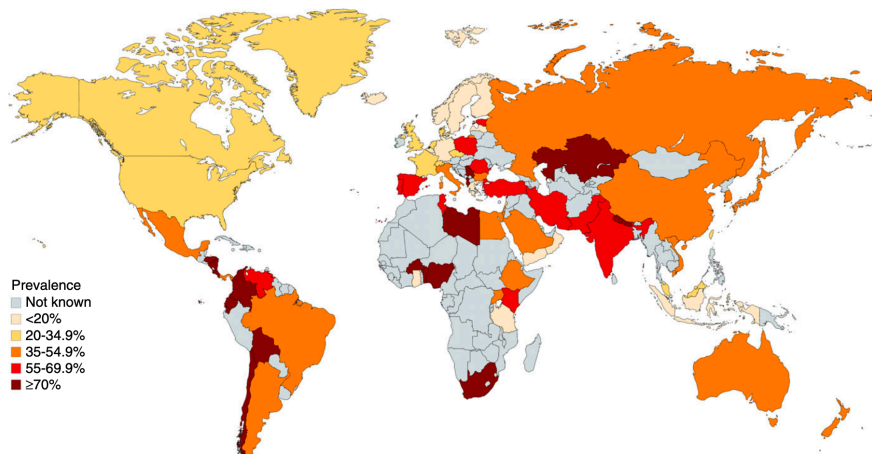 Prevalence
Not known
<20%
20-34.9%
35-54.9%
55-69.9%
≥70%